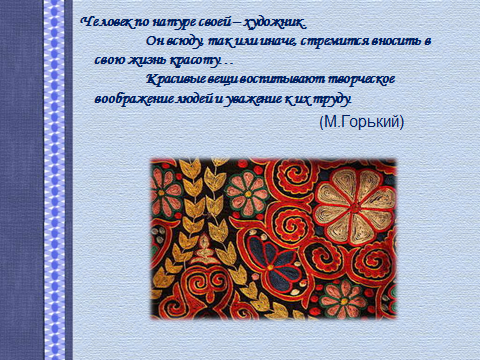 Человек по натуре своей – художник.
Он всюду, так или иначе, стремится вносить в
свою жизнь красоту…
Красивые вещи воспитывают творческое
воображение людей и уважение к их труду.
(М.Горький)